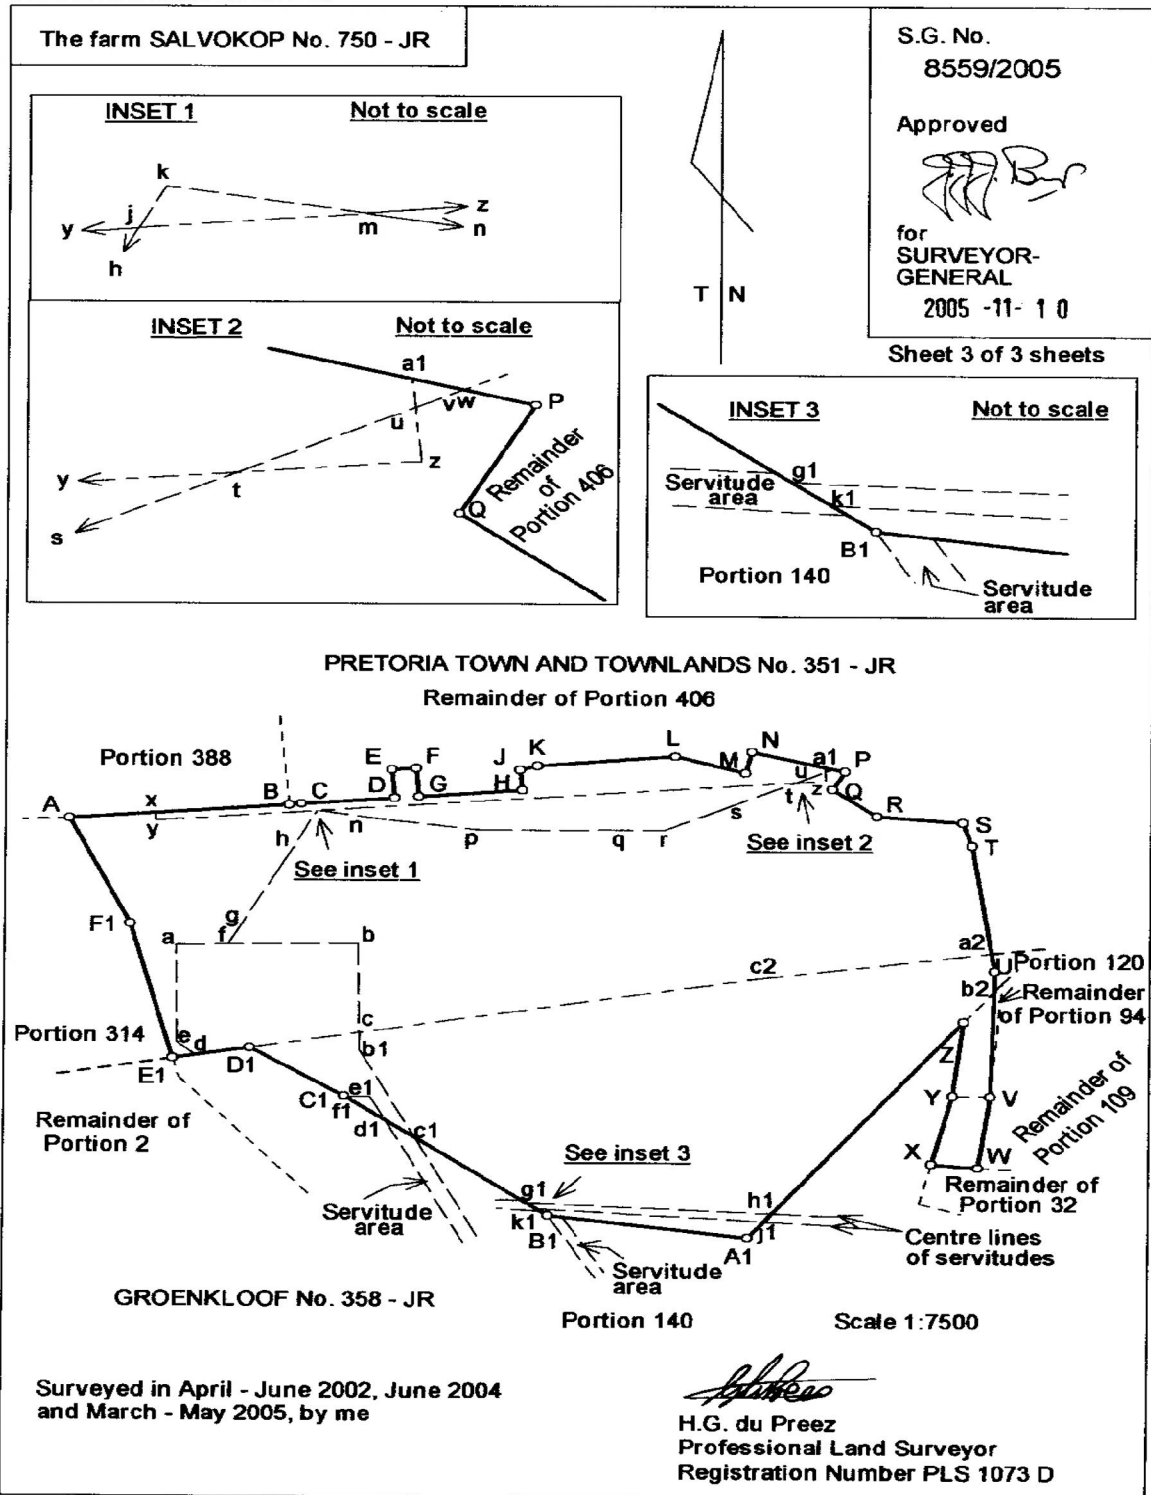 The farm SALVOKOP No. 750 - JR
S.G. No.
8559/2005
Approved
for
SURVEYOR-
GENERAL
2005 -11- 10
Sheet 3 of 3 sheets
INSET 1 Not to scale
k
j
y
h
m
z
n
T N
INSET 2 Not to scale
a1
v w
P
u
z
y
t
s
Q
Remainder
of
Portion 406
INSET 3 Not to scale
g1
Servitude
area
k1
B1
Portion 140
Servitude
area
PRETORIA TOWN AND TOWNLANDS No. 351 - JR
Remainder of Portion 406
Portion 388
A
x
y
B
C
D
E
F
G
H
J
K
L
M
N
a1
P
u
t
z
Q
R
S
T
h
n
p
q
r
s
See inset 1
See inset 2
F1
a
g
f
b
c2
a2
U
Portion 120
b2
Remainder
of Portion 94
Portion 314
e
d
c
b1
E1
D1
Z
C1
e1
f1
d1
c1
Y
V
X
W
Remainder of
Portion 109
Remainder of
Portion 2
See inset 3
Servitude
area
g1
k1
B1
h1
j1
A1
Remainder of
Portion 32
Centre lines
of servitudes
Servitude
area
GROENKLOOF No. 358 - JR
Portion 140
Scale 1:7500
Surveyed in April - June 2002, June 2004
and March - May 2005, by me
H.G. du Preez
Professional Land Surveyor
Registration Number PLS 1073 D